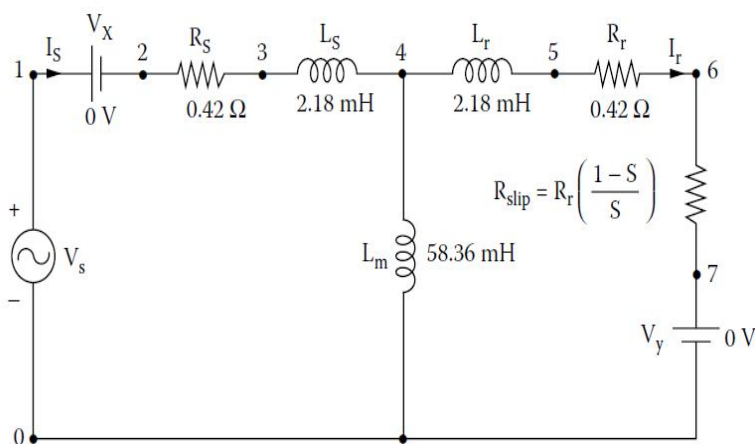 V_X
I_S
1
2
R_S
3
L_S
4
L_r
5
R_r
I_r
6
0 V
0.42 Ω
2.18 mH
2.18 mH
0.42 Ω
R_slip = R_r ( (1 – S) / S )
+
V_s
–
L_m
58.36 mH
7
V_y
0 V
0